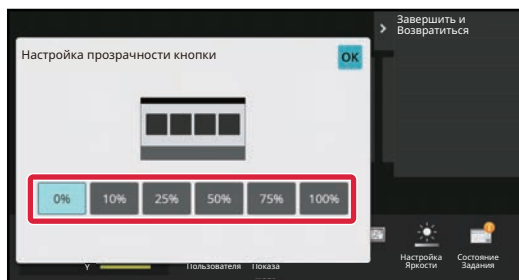 Завершить и
Возвратиться
Настройка прозрачности кнопки
OK
0% 10% 25% 50% 75% 100%
Настройка
Яркости
Состояние
Задания
Y
Пользователя Показа